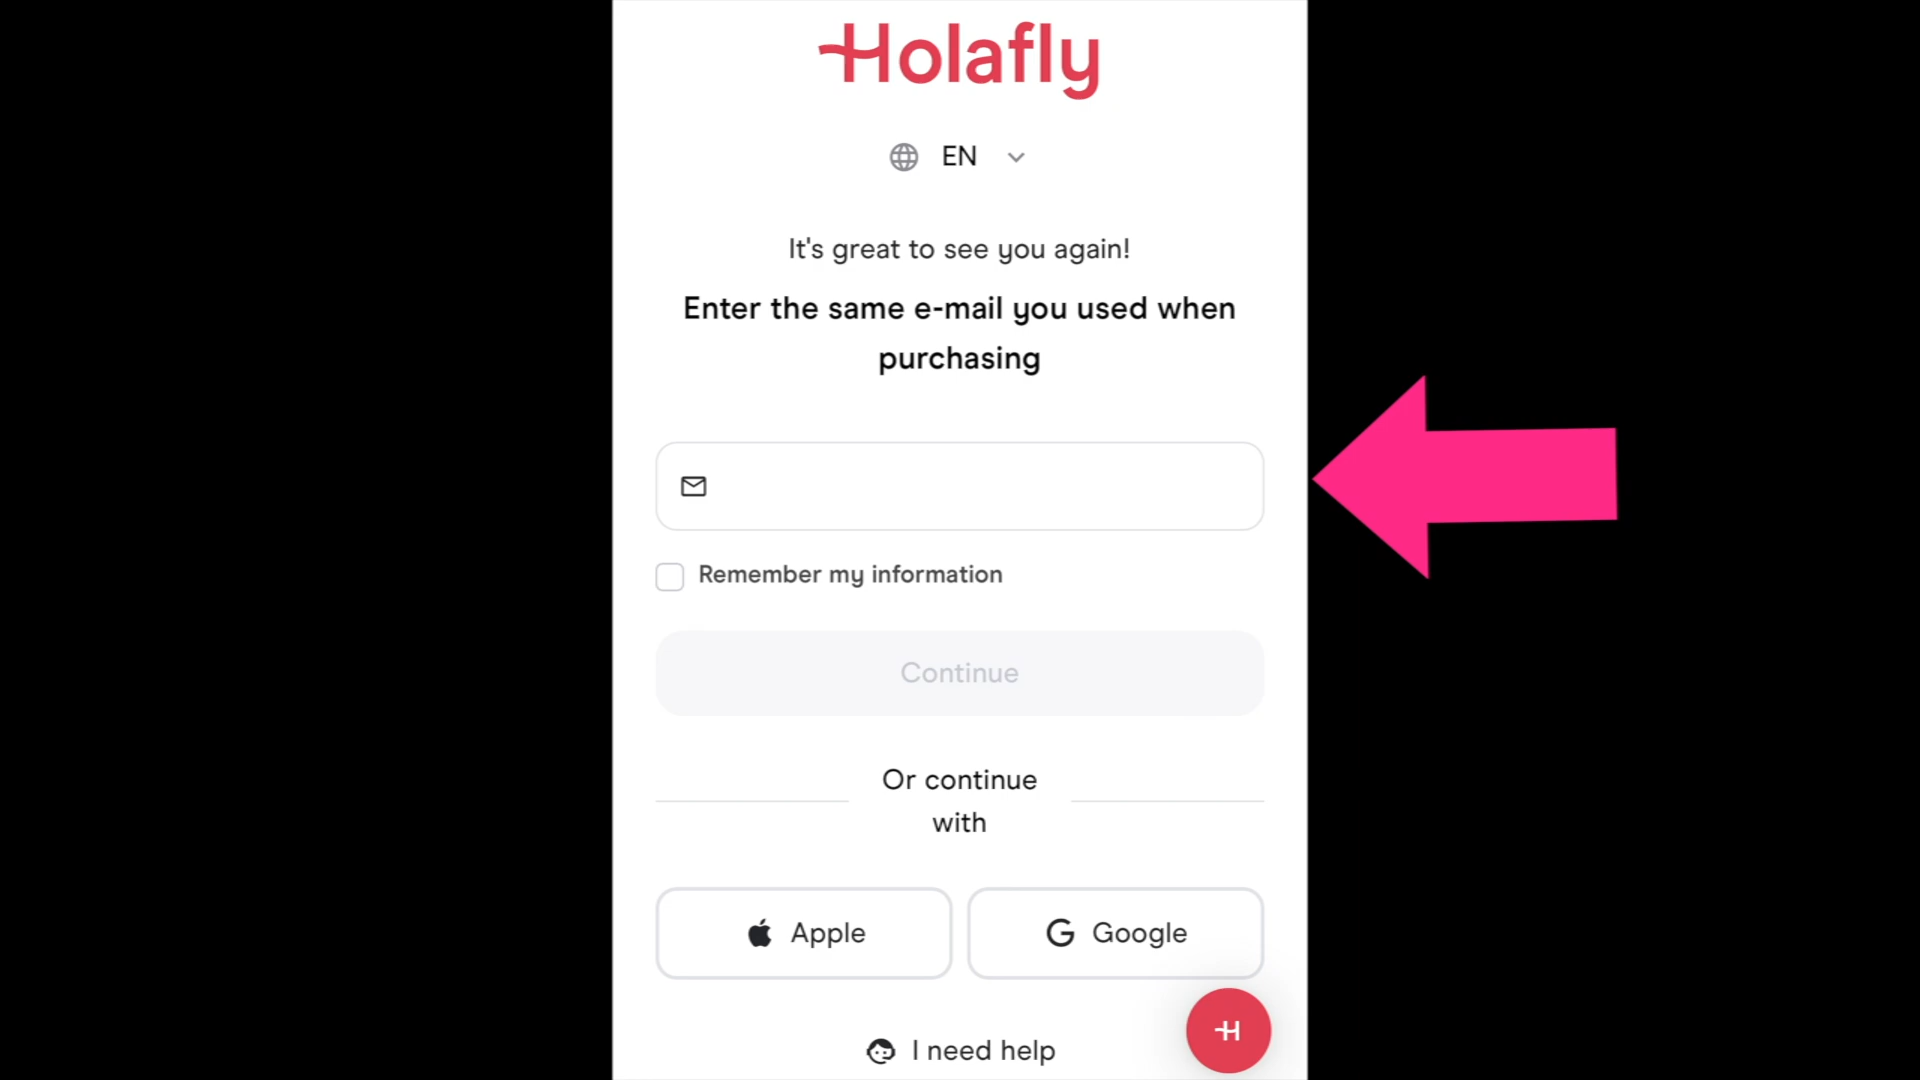 Holafly
EN
It's great to see you again!
Enter the same e-mail you used when
purchasing
Remember my information
Continue
Or continue
with
Apple
Google
H
I need help